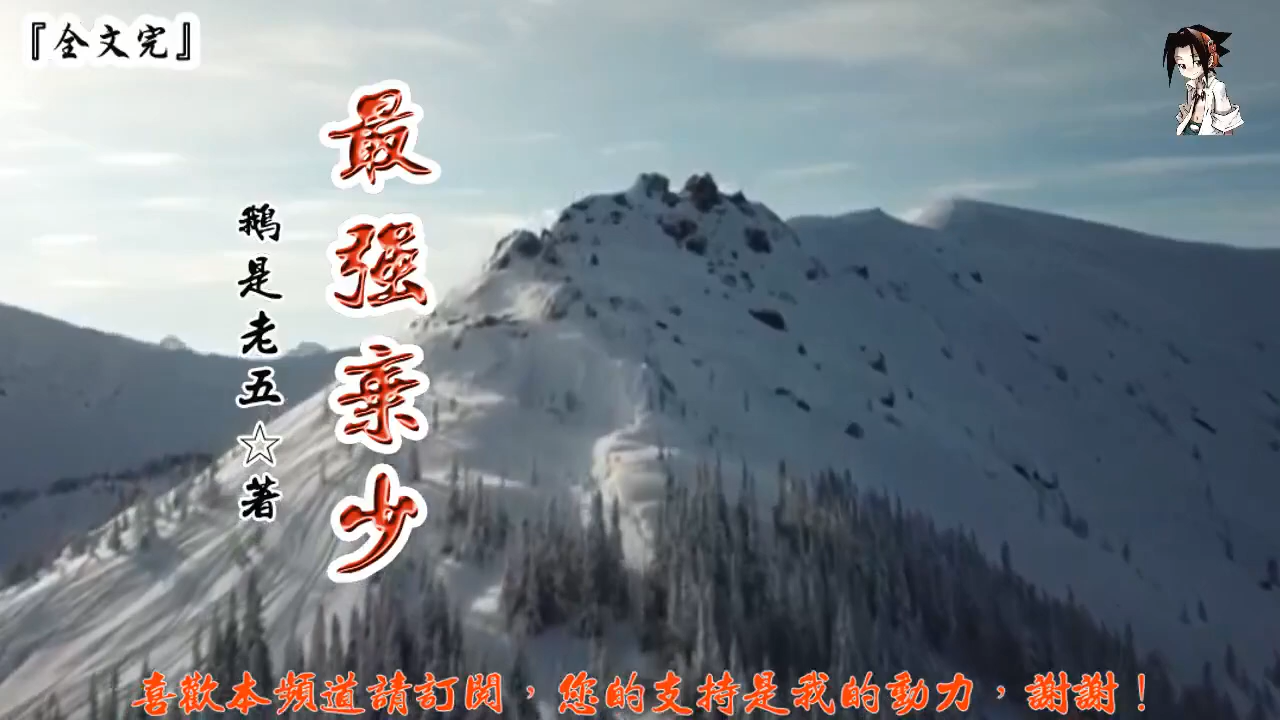 『全文完』
最強棄少
鵝是老五☆著
喜歡本頻道請訂閱，您的支持是我的動力，謝謝！